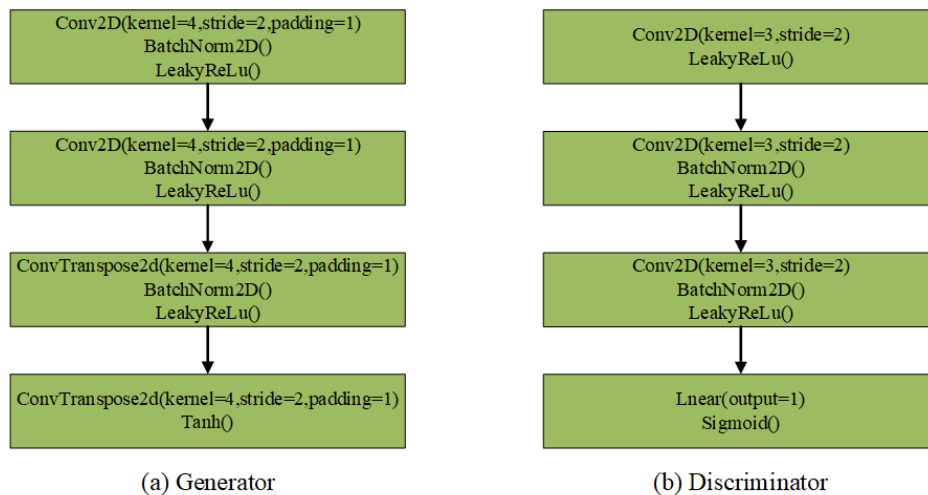 Conv2D(kernel=4,stride=2,padding=1)
BatchNorm2D()
LeakyReLu()
Conv2D(kernel=4,stride=2,padding=1)
BatchNorm2D()
LeakyReLu()
ConvTranspose2d(kernel=4,stride=2,padding=1)
BatchNorm2D()
LeakyReLu()
ConvTranspose2d(kernel=4,stride=2,padding=1)
Tanh()
(a) Generator
Conv2D(kernel=3,stride=2)
LeakyReLu()
Conv2D(kernel=3,stride=2)
BatchNorm2D()
LeakyReLu()
Conv2D(kernel=3,stride=2)
BatchNorm2D()
LeakyReLu()
Lnear(output=1)
Sigmoid()
(b) Discriminator